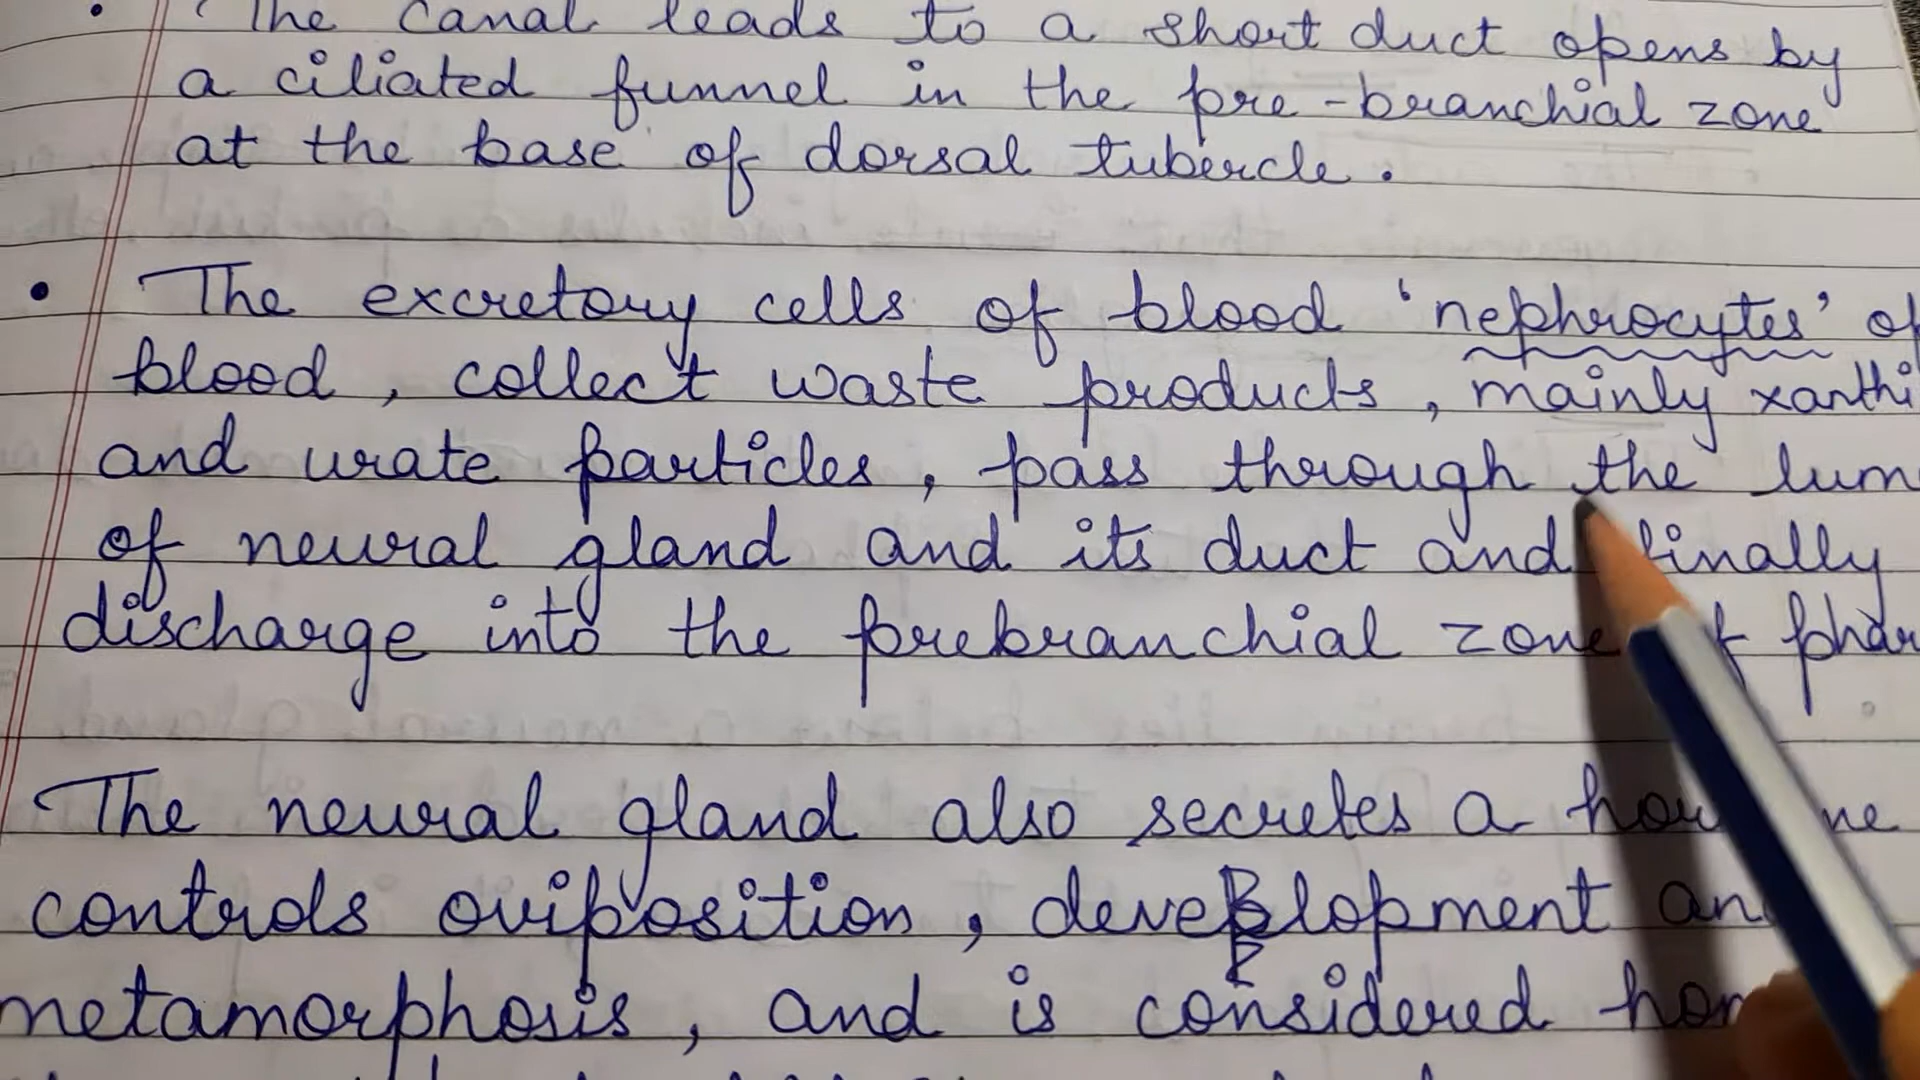 • The canal leads to a short duct opens by
a ciliated funnel in the pre-branchial zone
at the base of dorsal tubercle.
• The excretory cells of blood 'nephrocytes' of
blood, collect waste products, mainly xanthi
and urate particles, pass through the lum
of neural gland and its duct and finally
discharge into the prebranchial zone phar
The neural gland also secretes a
controls oviposition, development an
metamorphosis, and is considered